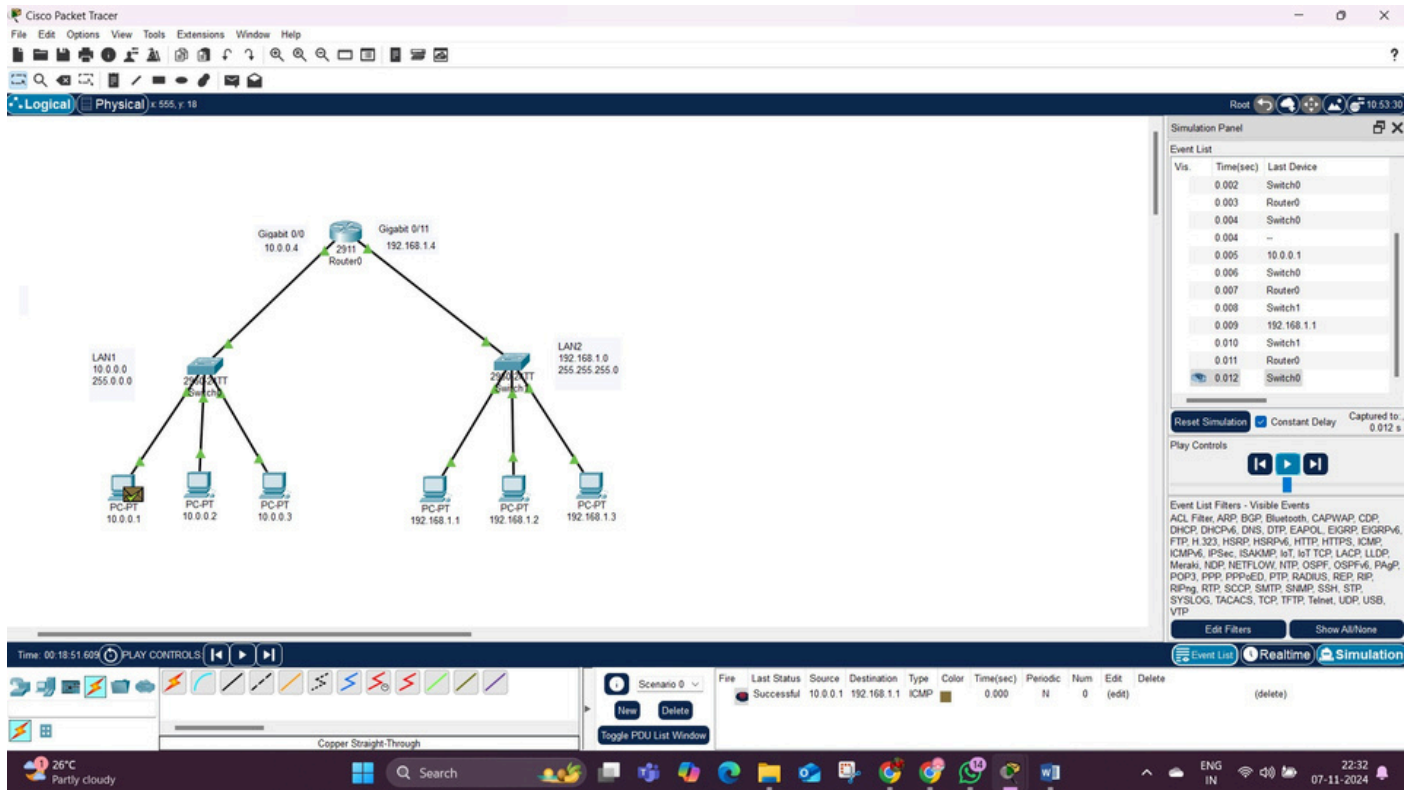 Cisco Packet Tracer
File Edit Options View Tools Extensions Window Help
?
Logical Physical x: 555, y: 18
Root 10:53:30
Gigabit 0/0
10.0.0.4
2911
Router0
Gigabit 0/11
192.168.1.4
LAN1
10.0.0.0
255.0.0.0
2960-24TT
Switch0
LAN2
192.168.1.0
255.255.255.0
2960-24TT
Switch1
PC-PT
10.0.0.1
PC-PT
10.0.0.2
PC-PT
10.0.0.3
PC-PT
192.168.1.1
PC-PT
192.168.1.2
PC-PT
192.168.1.3
Simulation Panel
Event List
Vis. Time(sec) Last Device
0.002 Switch0
0.003 Router0
0.004 Switch0
0.004 --
0.005 10.0.0.1
0.006 Switch0
0.007 Router0
0.008 Switch1
0.009 192.168.1.1
0.010 Switch1
0.011 Router0
0.012 Switch0
Reset Simulation Constant Delay Captured to:
0.012 s
Play Controls
Event List Filters - Visible Events
ACL Filter, ARP, BGP, Bluetooth, CAPWAP, CDP,
DHCP, DHCPv6, DNS, DTP, EAPOL, EIGRP, EIGRPv6,
FTP, H.323, HSRP, HSRPv6, HTTP, HTTPS, ICMP,
ICMPv6, IPSec, ISAKMP, IoT, IoT TCP, LACP, LLDP,
Meraki, NDP, NETFLOW, NTP, OSPF, OSPFv6, PAgP,
POP3, PPP, PPPoED, PTP, RADIUS, REP, RIP,
RIPng, RTP, SCCP, SMTP, SNMP, SSH, STP,
SYSLOG, TACACS, TCP, TFTP, Telnet, UDP, USB,
VTP
Edit Filters Show All/None
Time: 00:18:51.609 PLAY CONTROLS:
Event List Realtime Simulation
Scenario 0
New Delete
Toggle PDU List Window
Fire Last Status Source Destination Type Color Time(sec) Periodic Num Edit Delete
Successful 10.0.0.1 192.168.1.1 ICMP 0.000 N 0 (edit) (delete)
Copper Straight-Through
1
26°C
Partly cloudy
Search
14
ENG
IN
22:32
07-11-2024